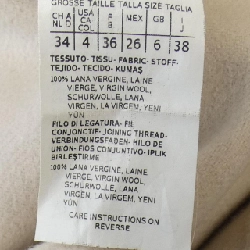 GROSSE TAILLE TALLA SIZE TAGLIA
CH A NL D USA CA COL F B E MEX GB I J
34 4 36 26 6 38
TESSUTO-TISSU-FABRIC-STOFF-
TEJIDO-TECIDO-KUMAŞ
100% LANA VERGINE, LAINE
VIERGE, VIRGIN WOOL,
SCHURWOLLE, LANA
VIRGEN, LA VIRGEM, YENI
YÜN
FILO DI LEGATURA-FIL
CONJONCTIF-JOINING THREAD-
VERBINDUNGSFADEN-HILO DE
UNION-FIOS CONJUNTIVO-IPLIK
BIRLEŞTIRME
100% LANA VERGINE, LAINE
VIERGE, VIRGIN WOOL,
SCHURWOLLE, LANA
VIRGEN, LA VIRGEM, YENI
YÜN
CARE INSTRUCTIONS ON
REVERSE